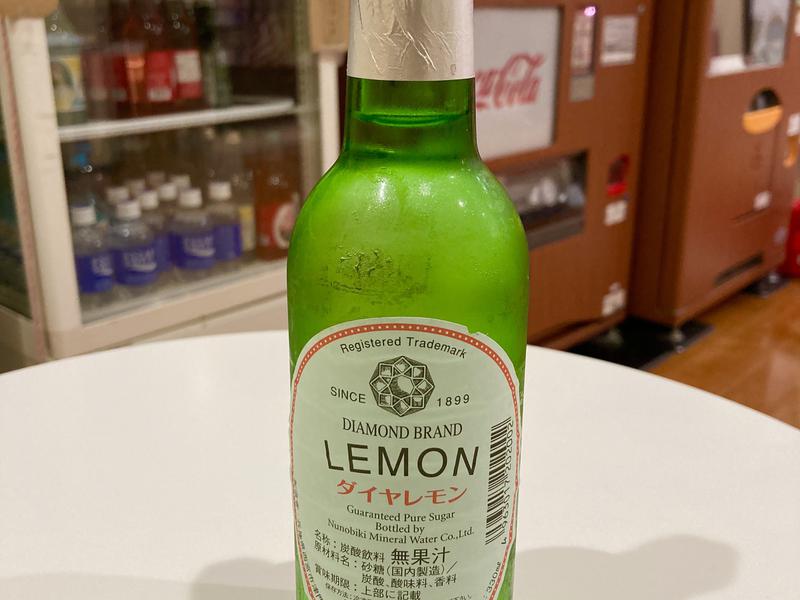 Coca-Cola
Registered Trademark
SINCE 1899
DIAMOND BRAND
LEMON
ダイヤレモン
Guaranteed Pure Sugar
Bottled by
Nunobiki Mineral Water Co.,Ltd.
名称：炭酸飲料 無果汁
原材料名：砂糖(国内製造)/
炭酸、酸味料、香料
賞味期限：上部に記載
330ml